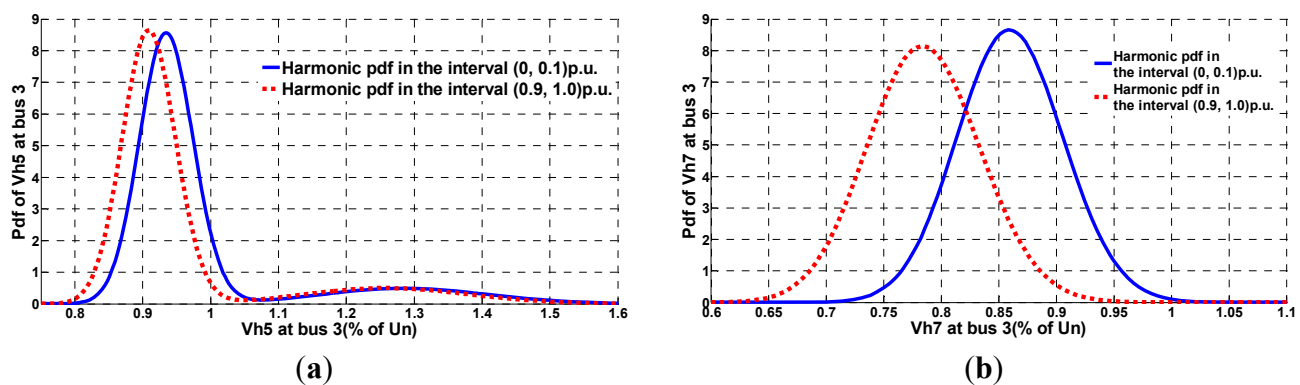 9
8
7
6
5
4
3
2
1
0
Pdf of Vh5 at bus 3
Harmonic pdf in the interval (0, 0.1)p.u.
Harmonic pdf in the interval (0.9, 1.0)p.u.
0.8 0.9 1 1.1 1.2 1.3 1.4 1.5 1.6
Vh5 at bus 3(% of Un)
(a)
9
8
7
6
5
4
3
2
1
0
Pdf of Vh7 at bus 3
Harmonic pdf in
the interval (0, 0.1)p.u.
Harmonic pdf in
the interval (0.9, 1.0)p.u.
0.6 0.65 0.7 0.75 0.8 0.85 0.9 0.95 1 1.05 1.1
Vh7 at bus 3(% of Un)
(b)